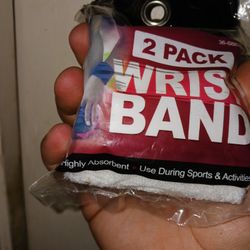 2 PACK
WRIS
BAND
Highly Absorbent • Use During Sports & Activities